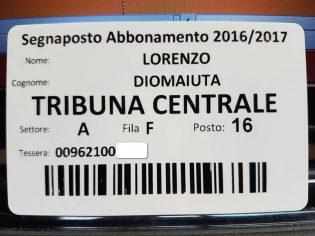 Segnaposto Abbonamento 2016/2017
Nome: LORENZO
Cognome: DIOMAIUTA
TRIBUNA CENTRALE
Settore: A Fila F Posto: 16
Tessera: 00962100